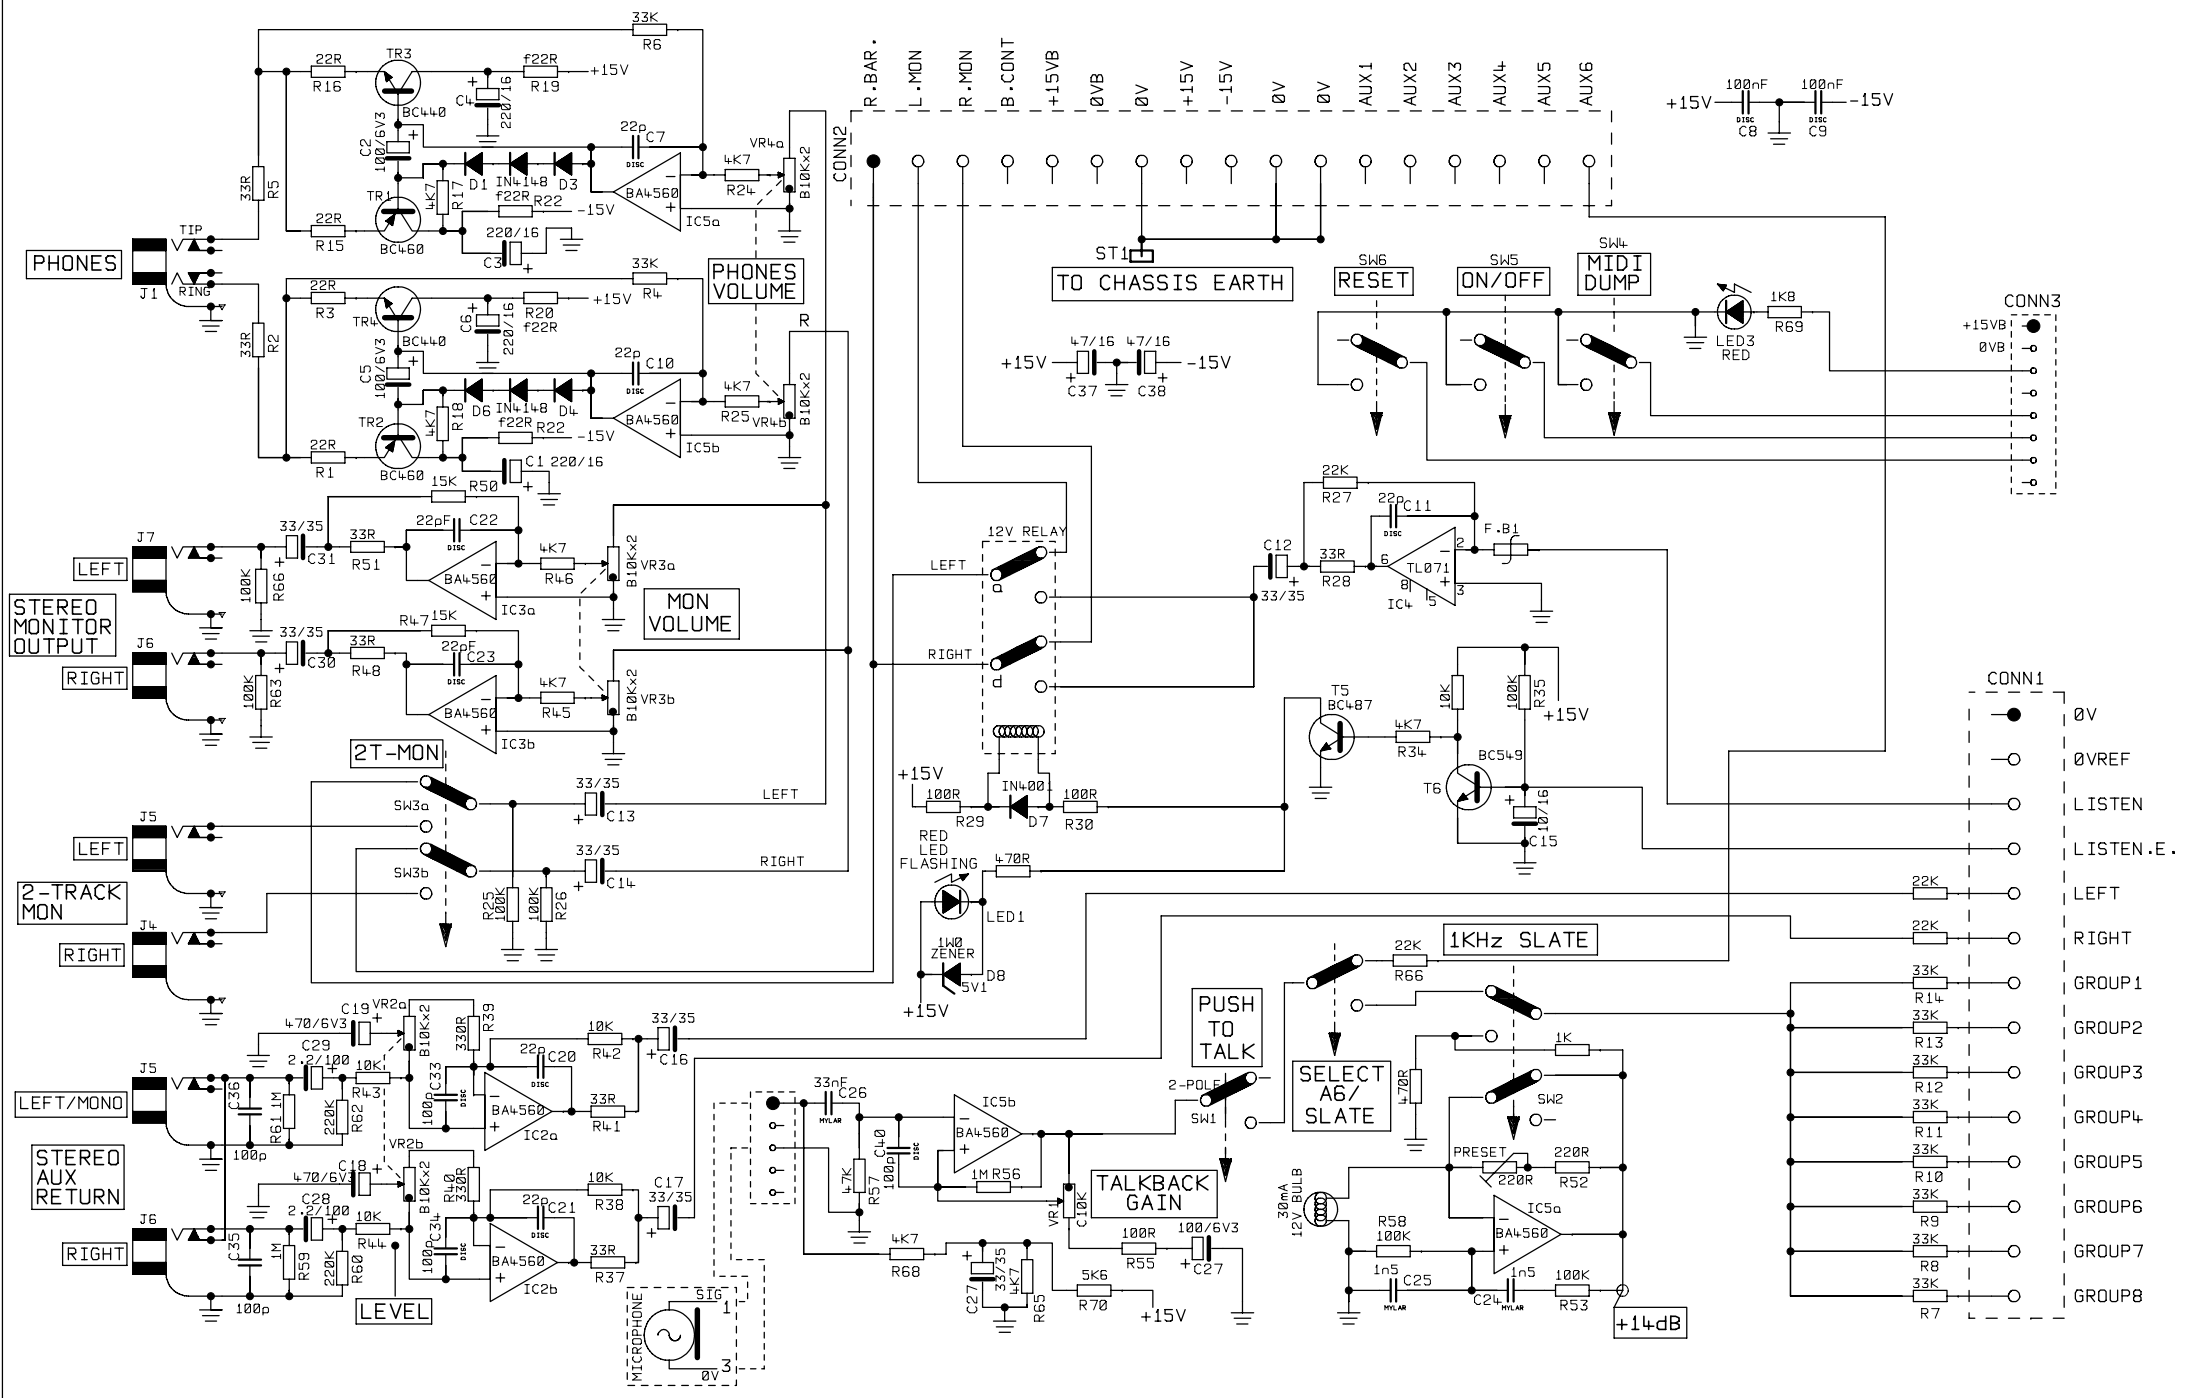 33K
R6
TR3
22R
R16
f22R
R19
+15V
BC440
C4
220/16
C2
100/6V3
+
22p
C7
DISC
VR4a
B10Kx2
4K7
R24
BA4560
IC5a
D1
IN4148
D3
4K7
R17
f22R
R22
-15V
TR1
BC460
22R
R15
220/16
C3
33R
R5
TIP
RING
PHONES
J1
33K
R4
22R
R3
TR4
BC440
C6
220/16
R20
f22R
+15V
R
PHONES
VOLUME
33R
R2
C5
100/6V3
22p
C10
DISC
4K7
R25
VR4b
B10Kx2
BA4560
IC5b
D6
IN4148
D4
4K7
R18
f22R
R22
-15V
TR2
BC460
22R
R1
C1
220/16
15K
R50
J7
LEFT
33/35
C31
33R
R51
22pF
C22
DISC
100K
R66
BA4560
IC3a
4K7
R46
B10Kx2
VR3a
MON
VOLUME
STEREO
MONITOR
OUTPUT
J6
RIGHT
33/35
C30
R47
15K
33R
R48
22pF
C23
DISC
100K
R63
BA4560
IC3b
4K7
R45
B10Kx2
VR3b
2T-MON
SW3a
SW3b
33/35
C13
LEFT
33/35
C14
RIGHT
R25
100K
100K
R26
J5
LEFT
2-TRACK
MON
J4
RIGHT
R.BAR.
L.MON
R.MON
B.CONT
+15VB
0VB
0V
+15V
-15V
0V
0V
AUX1
AUX2
AUX3
AUX4
AUX5
AUX6
CONN2
+15V
100nF
DISC
C8
100nF
DISC
C9
-15V
ST1
TO CHASSIS EARTH
+15V
47/16
C37
47/16
C38
-15V
SW6
RESET
SW5
ON/OFF
SW4
MIDI
DUMP
LED3
RED
1K8
R69
CONN3
+15VB
0VB
12V RELAY
LEFT
a
RIGHT
b
C12
33/35
22K
R27
22p
C11
DISC
33R
R28
TL071
IC4
6
2
3
8
5
F.B1
T5
BC487
4K7
R34
10K
100K
R35
+15V
BC549
T6
10/16
C15
+15V
100R
R29
IN4001
D7
100R
R30
RED
LED
FLASHING
LED1
470R
1W0
ZENER
D8
5V1
+15V
CONN1
0V
0VREF
LISTEN
LISTEN.E.
22K
LEFT
22K
RIGHT
33K
R14
GROUP1
33K
R13
GROUP2
33K
R12
GROUP3
33K
R11
GROUP4
33K
R10
GROUP5
33K
R9
GROUP6
33K
R8
GROUP7
33K
R7
GROUP8
J5
LEFT/MONO
STEREO
AUX
RETURN
J6
RIGHT
470/6V3
C19
VR2a
B10Kx2
330R
R39
C29
2.2/100
10K
R43
C36
100p
R61
1M
220K
R62
C33
100p
DISC
22p
C20
DISC
BA4560
IC2a
10K
R42
33R
R41
33/35
C16
VR2b
B10Kx2
470/6V3
C18
R40
330R
C28
2.2/100
10K
R44
C35
100p
1M
R59
220K
R60
C34
100p
DISC
22p
C21
DISC
BA4560
IC2b
10K
R38
33R
R37
C17
33/35
LEVEL
MICROPHONE
SIG
1
3
0V
33nF
C26
MYLAR
47K
R57
C40
100p
DISC
IC5b
BA4560
1M
R56
VR1
C10K
TALKBACK
GAIN
4K7
R68
C27
33/35
4K7
R65
5K6
R70
+15V
100R
R55
100/6V3
C27
PUSH
TO
TALK
2-POLE
SW1
22K
R66
SELECT
A6/
SLATE
1KHz SLATE
1K
470R
SW2
PRESET
220R
220R
R52
30mA
12V BULB
IC5a
BA4560
R58
100K
1n5
C25
MYLAR
C24
1n5
MYLAR
100K
R53
+14dB